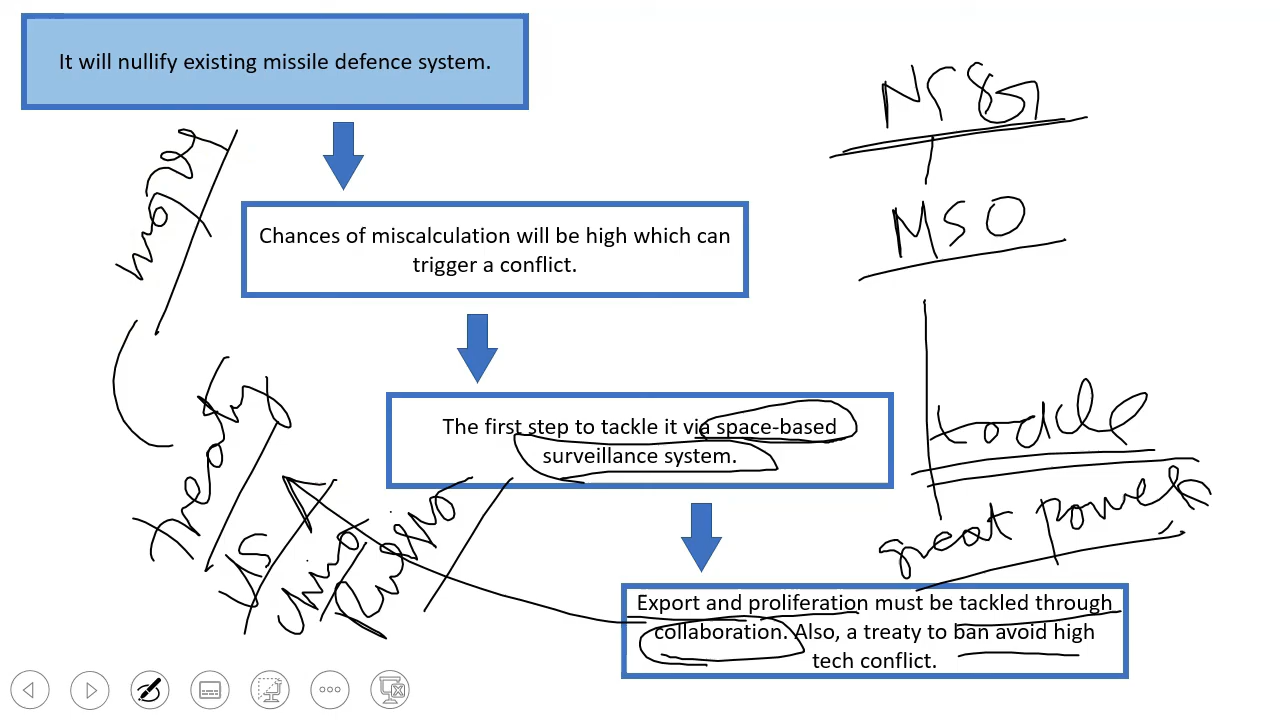 It will nullify existing missile defence system.
Chances of miscalculation will be high which can
trigger a conflict.
The first step to tackle it via space-based
surveillance system.
Export and proliferation must be tackled through
collaboration. Also, a treaty to ban avoid high
tech conflict.
major
treaty
MSO
tackle
great power